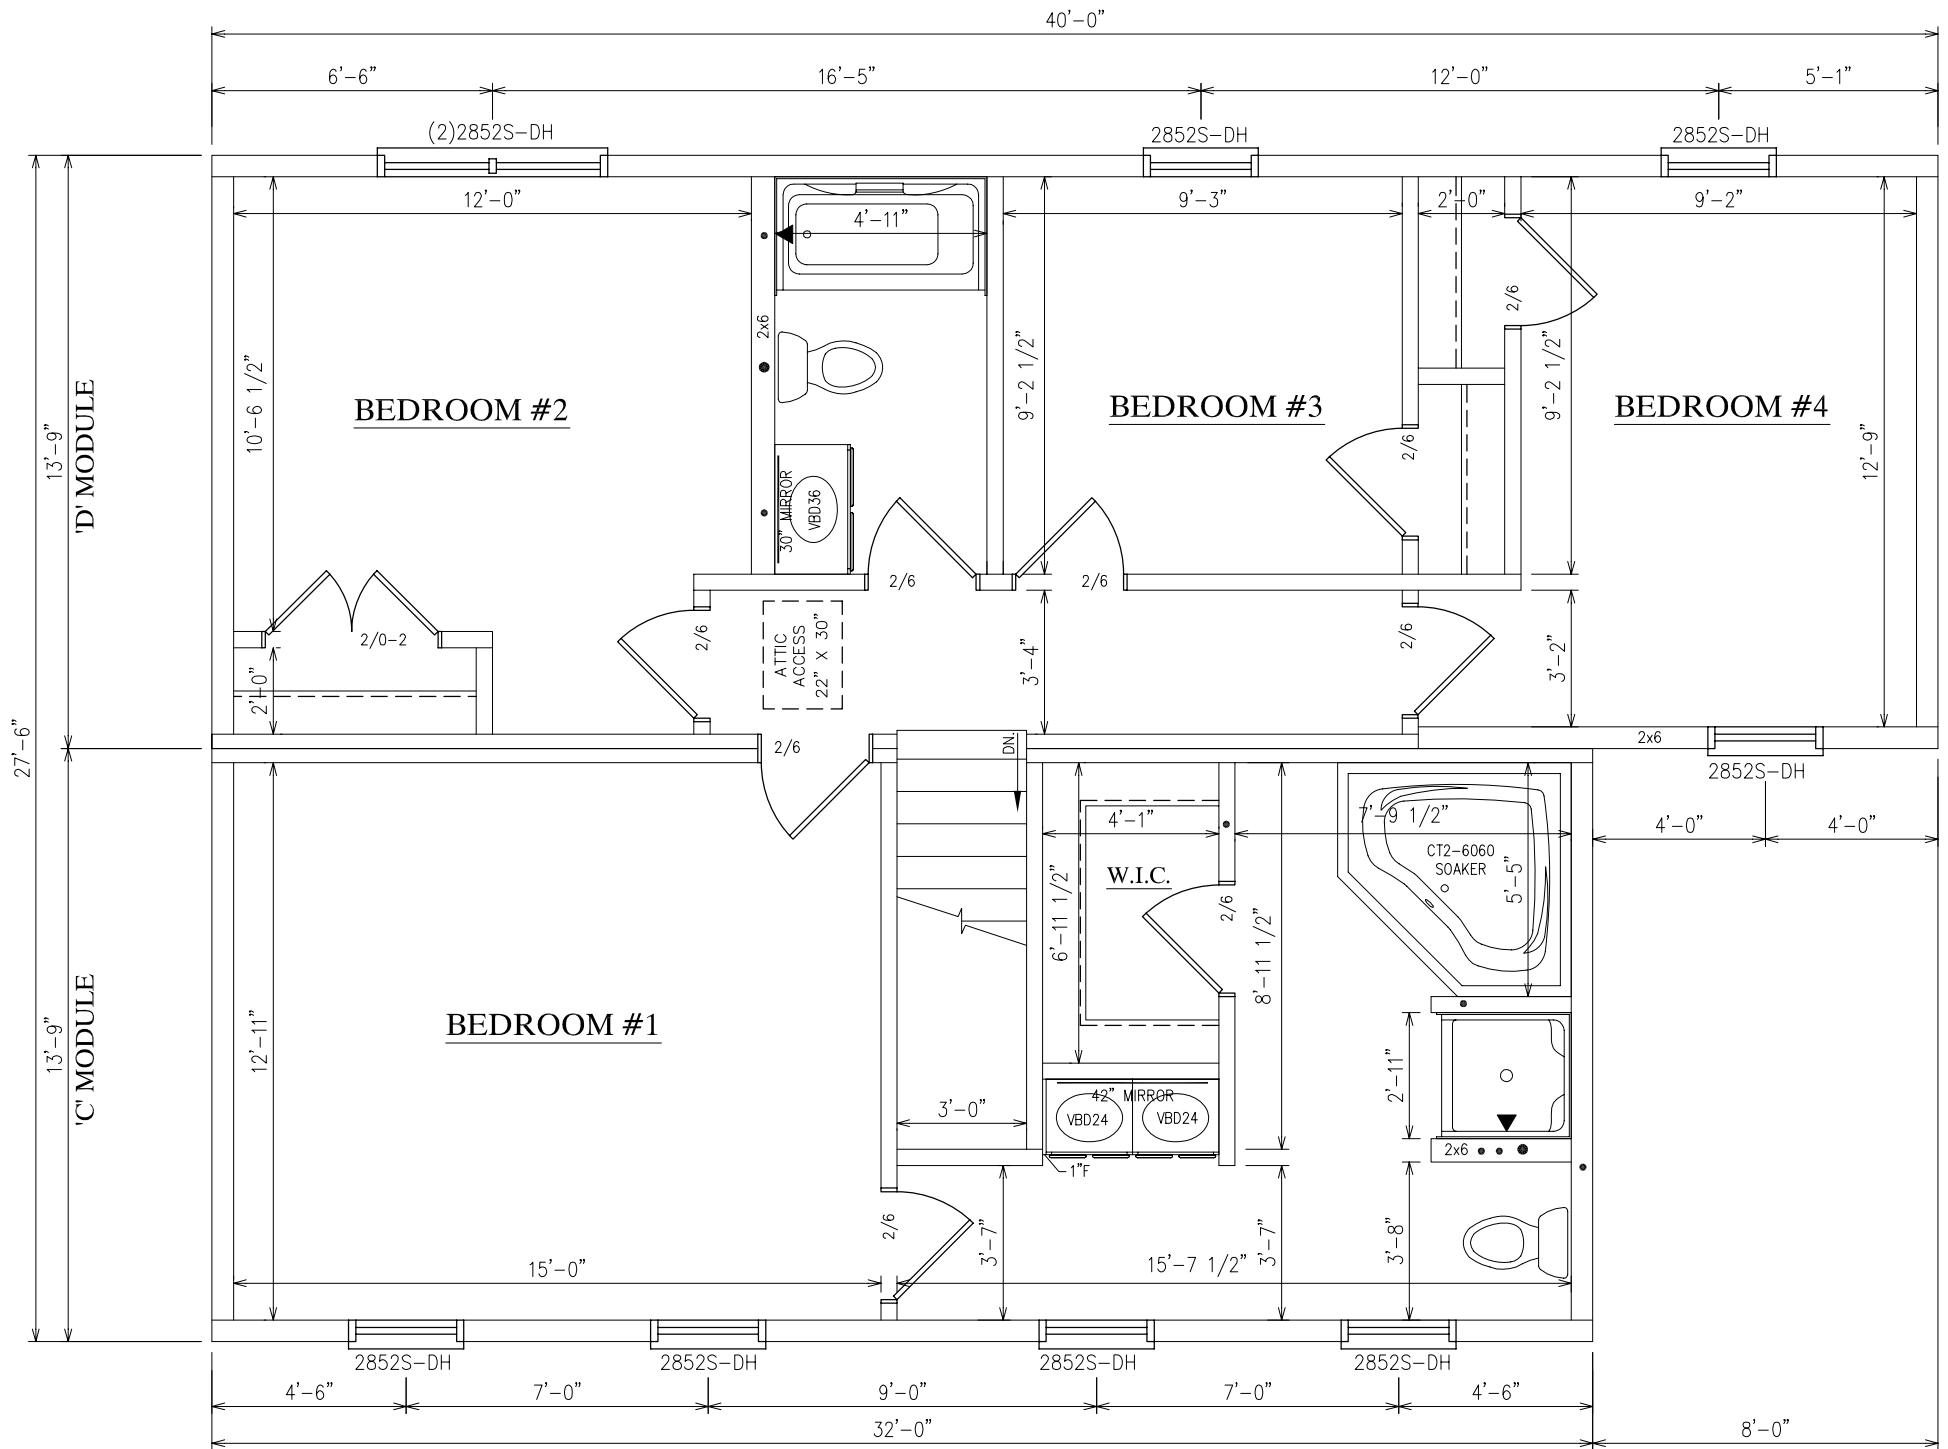 40'-0"
6'-6"
16'-5"
12'-0"
5'-1"
(2)2852S-DH
2852S-DH
2852S-DH
12'-0"
4'-11"
9'-3"
2'-0"
9'-2"
2/6
2x6
10'-6 1/2"
9'-2 1/2"
9'-2 1/2"
13'-9"
'D' MODULE
BEDROOM #2
BEDROOM #3
BEDROOM #4
2/6
12'-9"
30" MIRROR
VBD36
2/6
2/6
2/0-2
2/6
ATTIC
ACCESS
22" X 30"
3'-4"
2/6
3'-2"
2'-0"
27'-6"
2/6
DN.
2x6
2852S-DH
4'-1"
7'-9 1/2"
4'-0"
4'-0"
CT2-6060
SOAKER
5'-5"
W.I.C.
2/6
6'-11 1/2"
8'-11 1/2"
'C' MODULE
13'-9"
BEDROOM #1
12'-11"
2'-11"
42" MIRROR
3'-0"
VBD24
VBD24
2x6
1"F
2/6
3'-7"
3'-7"
3'-8"
15'-0"
15'-7 1/2"
2852S-DH
2852S-DH
2852S-DH
2852S-DH
4'-6"
7'-0"
9'-0"
7'-0"
4'-6"
32'-0"
8'-0"